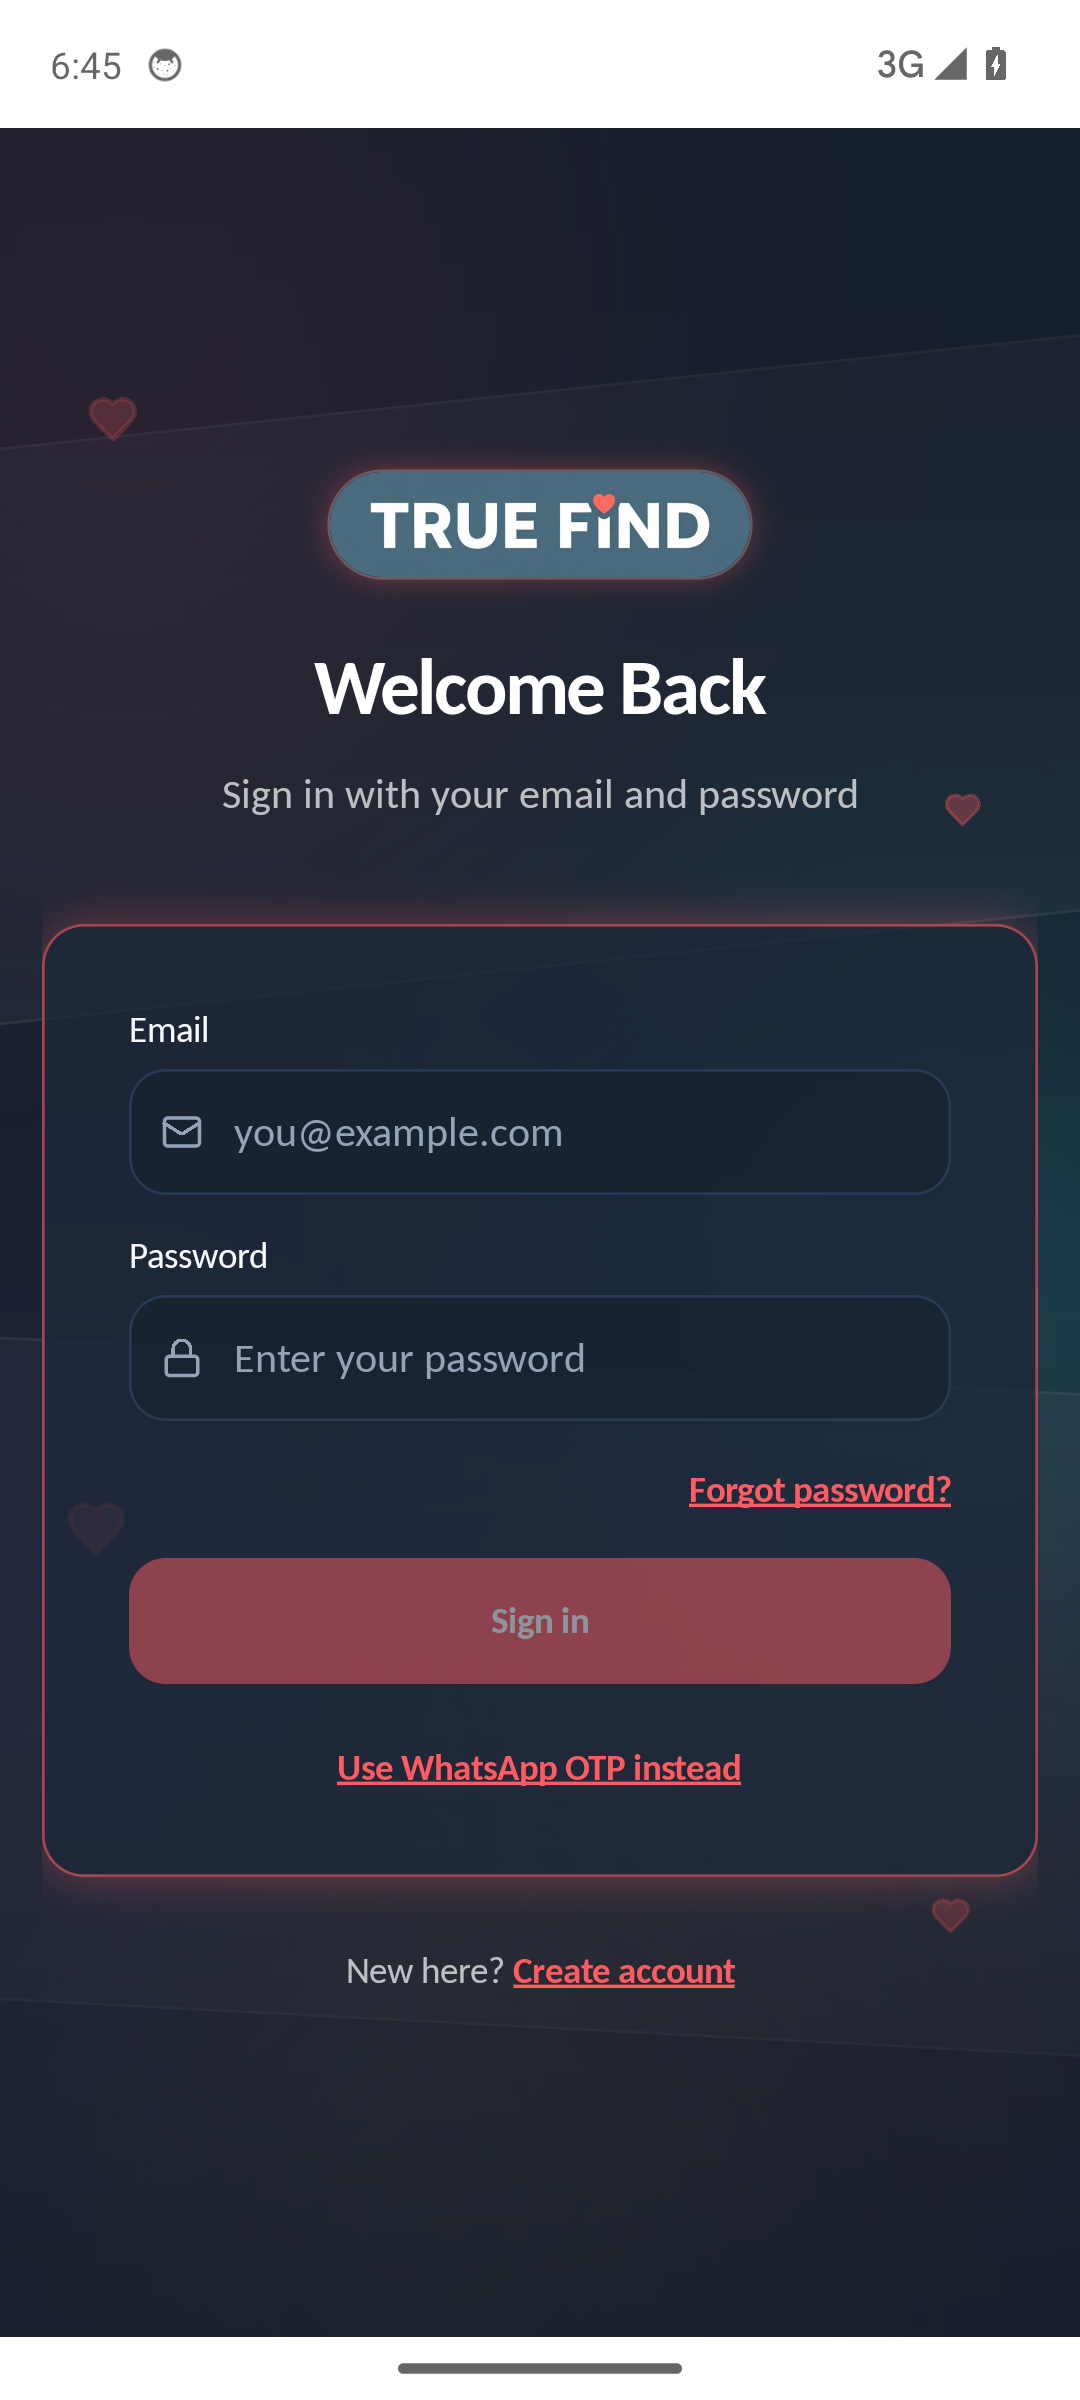 6:45
3G
TRUE FiND
Welcome Back
Sign in with your email and password
Email
you@example.com
Password
Enter your password
Forgot password?
Sign in
Use WhatsApp OTP instead
New here? Create account